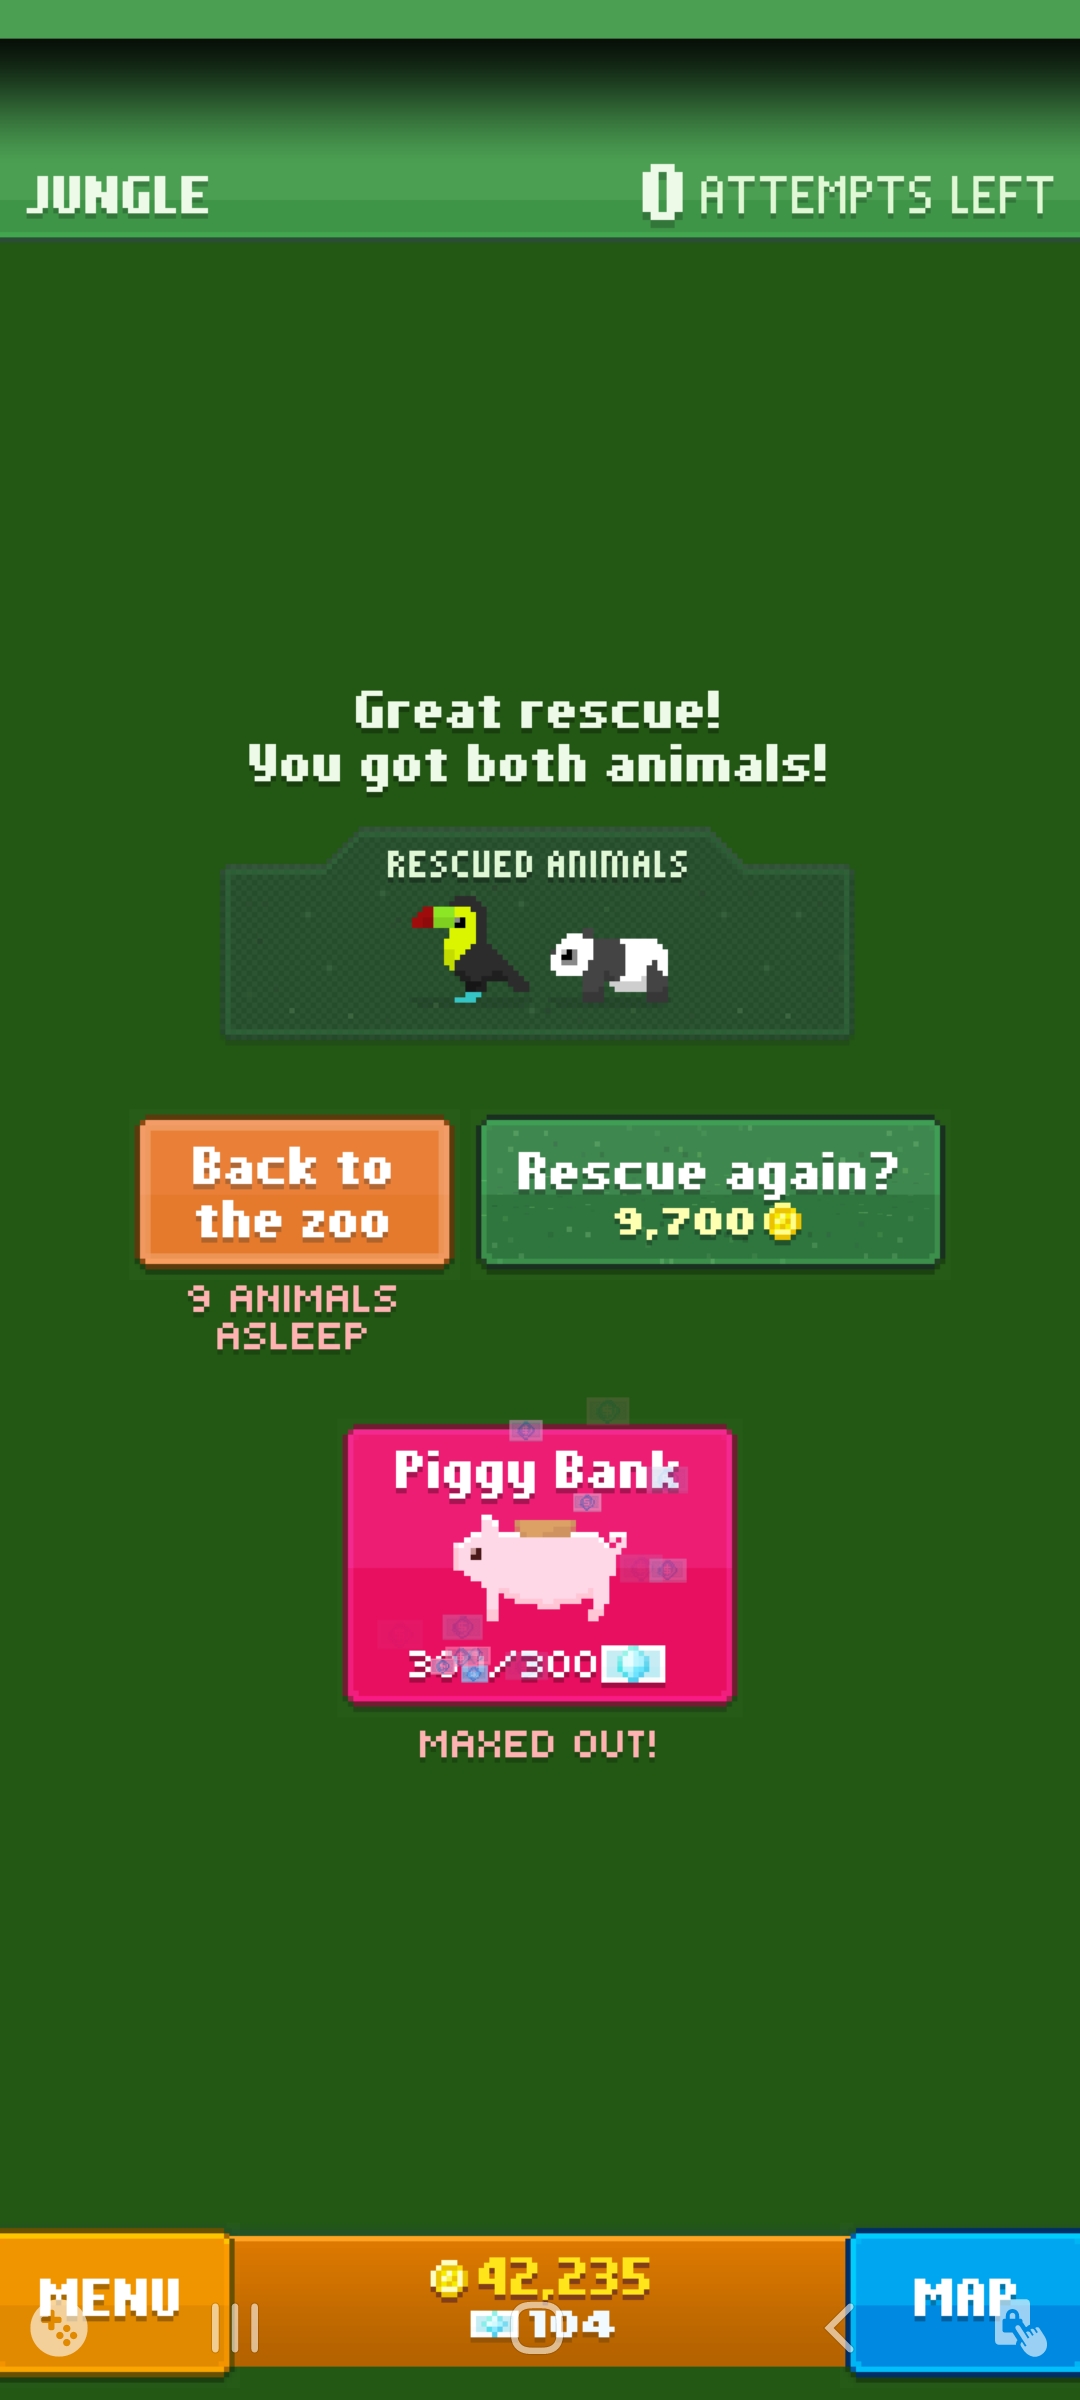 JUNGLE
0 ATTEMPTS LEFT
Great rescue!
You got both animals!
RESCUED ANIMALS
Back to
the zoo
Rescue again?
9,700
9 ANIMALS
ASLEEP
Piggy Bank
/300
MAXED OUT!
MENU
42,235
104
MAP